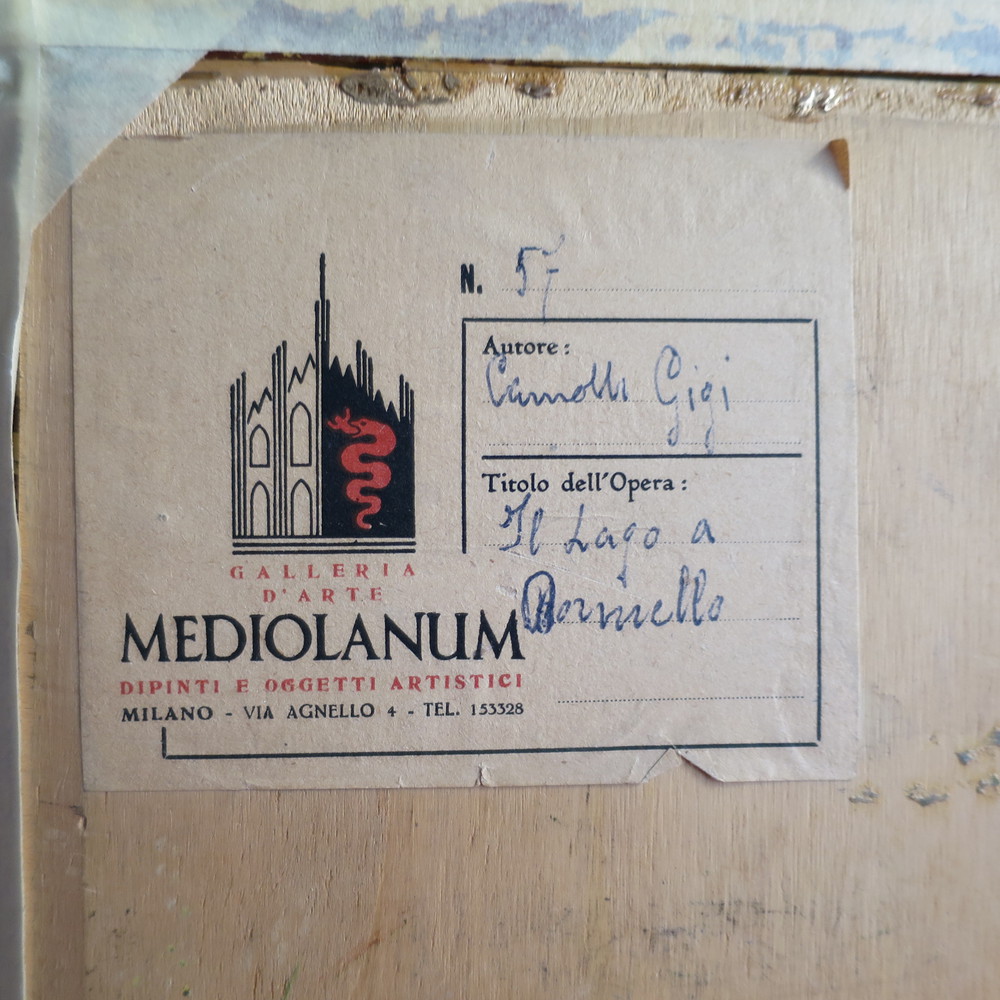 N. 57
Autore:
Gigi
Titolo dell'Opera:
Il Lago a
Dormello
GALLERIA
D'ARTE
MEDIOLANUM
DIPINTI E OGGETTI ARTISTICI
MILANO - VIA AGNELLO 4 - TEL. 153328